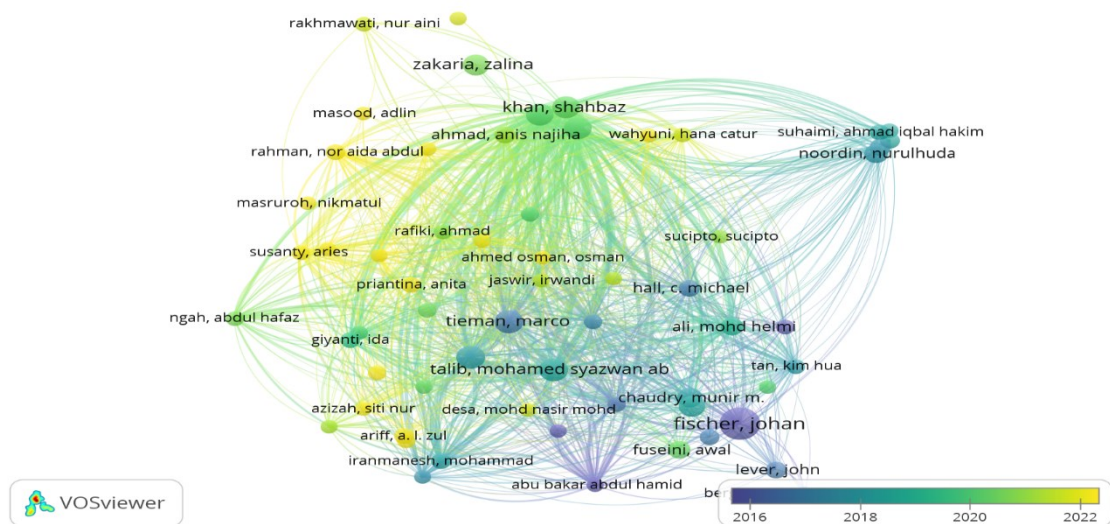 rakhmawati, nur aini
zakaria, zalina
khan, shahbaz
masood, adlin
ahmad, anis najiha
wahyuni, hana catur
suhaimi, ahmad iqbal hakim
rahman, nor aida abdul
noordin, nurulhuda
masruroh, nikmatul
rafiki, ahmad
sucipto, sucipto
susanty, aries
ahmed osman, osman
priantina, anita
jaswir, irwandi
hall, c. michael
ngah, abdul hafaz
tieman, marco
ali, mohd helmi
giyanti, ida
talib, mohamed syazwan ab
tan, kim hua
azizah, siti nur
desa, mohd nasir mohd
chaudry, munir m.
fischer, johan
ariff, a. l. zul
iranmanesh, mohammad
fuseini, awal
lever, john
abu bakar abdul hamid
VOSviewer
2016
2018
2020
2022